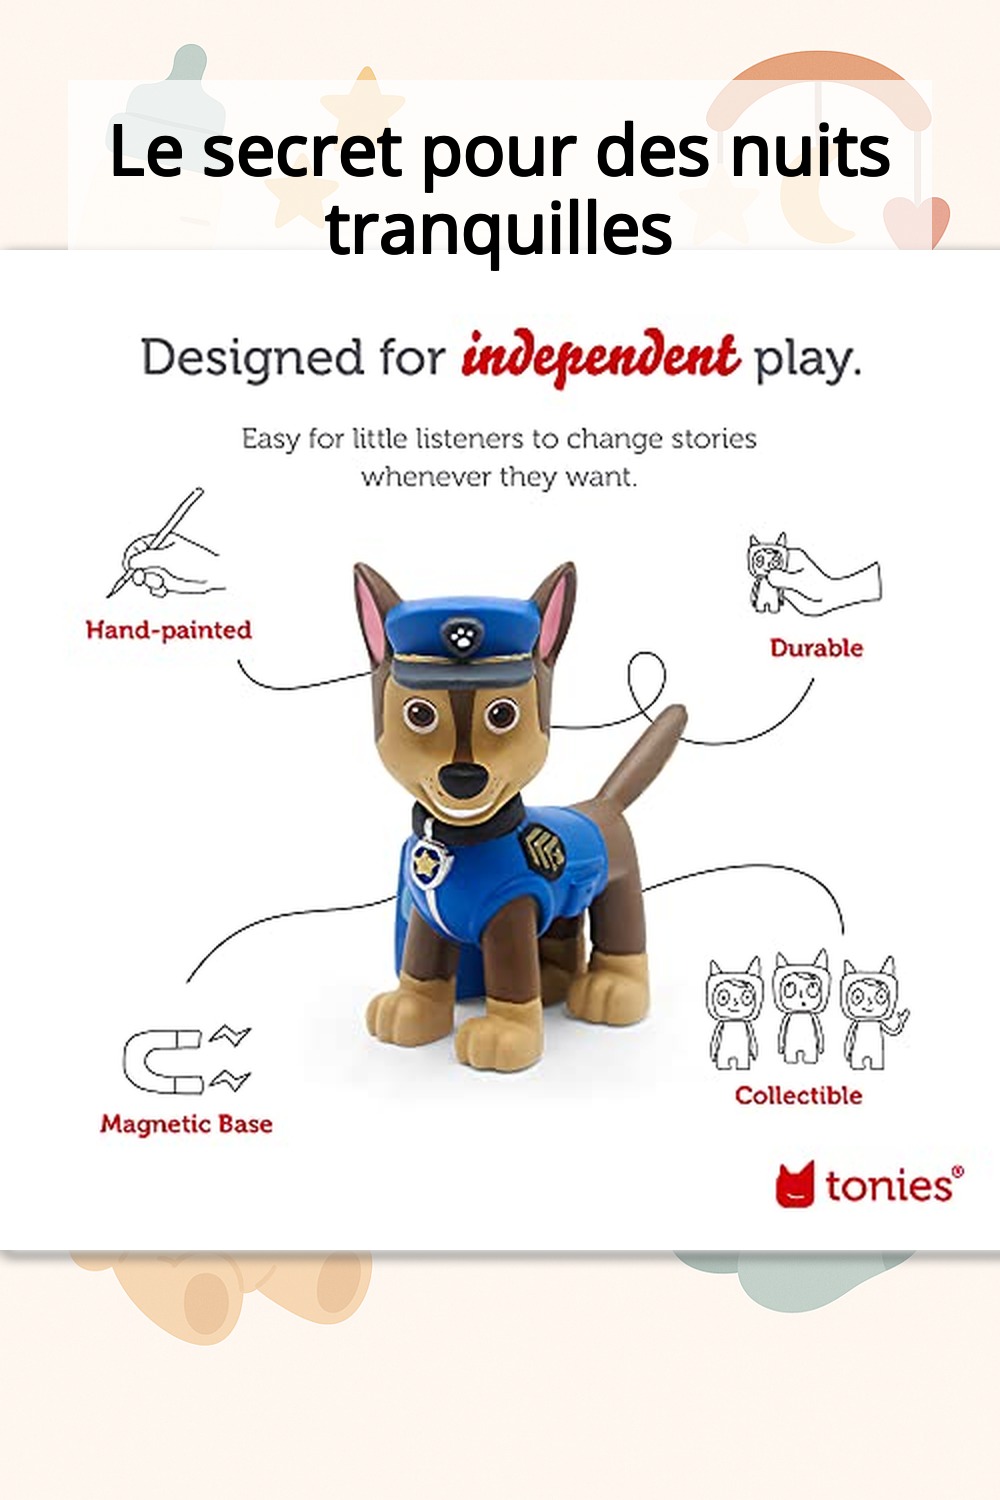 Le secret pour des nuits
tranquilles
Designed for independent play.
Easy for little listeners to change stories
whenever they want.
Hand-painted
Durable
Magnetic Base
Collectible
tonies®